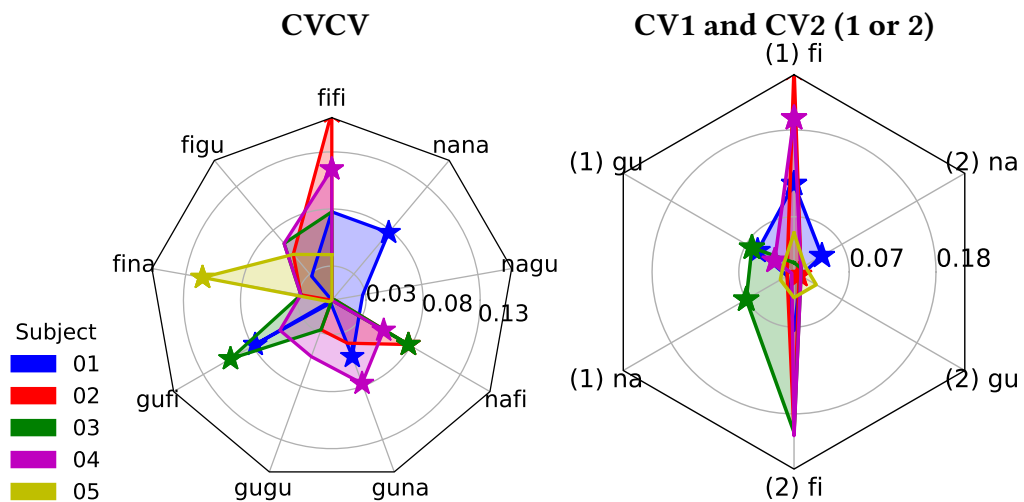 CVCV
fifi
nana
nagu
nafi
guna
gugu
gufi
fina
figu
0.03
0.08
0.13
Subject
01
02
03
04
05
CV1 and CV2 (1 or 2)
(1) fi
(2) na
(2) gu
(2) fi
(1) na
(1) gu
0.07
0.18